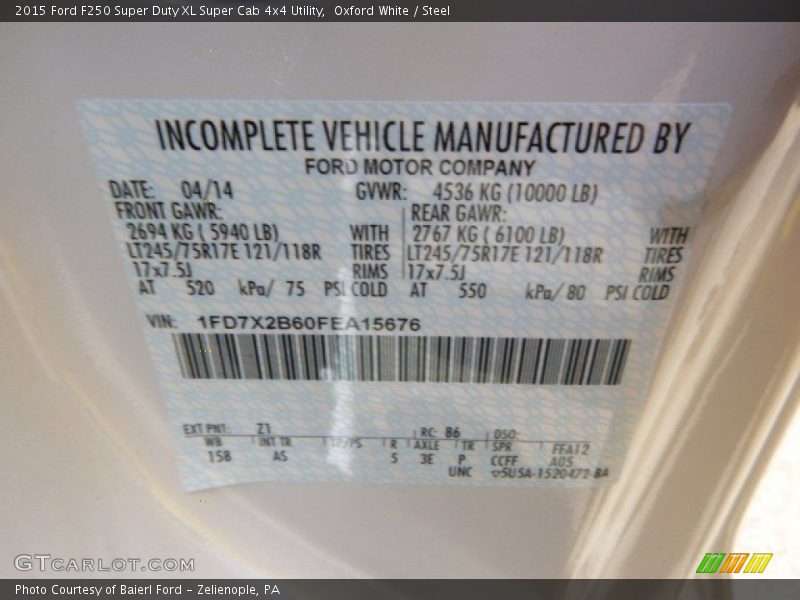 2015 Ford F250 Super Duty XL Super Cab 4x4 Utility,  Oxford White / Steel
INCOMPLETE VEHICLE MANUFACTURED BY
FORD MOTOR COMPANY
DATE: 04/14 GVWR: 4536 KG (10000 LB)
FRONT GAWR: REAR GAWR:
2694 KG ( 5940 LB) WITH 2767 KG ( 6100 LB) WITH
LT245/75R17E 121/118R TIRES LT245/75R17E 121/118R TIRES
17x7.5J RIMS 17x7.5J RIMS
AT 520 kPa/ 75 PSI COLD AT 550 kPa/ 80 PSI COLD
VIN: 1FD7X2B60FEA15676
EXT PNT: Z1 RC: B6 DSO:
WB INT TR TP/PS R AXLE TR SPR FFA12
158 AS 5 3E P CCFF A05
UNC 5U5A-1520472-BA
GTCarLot.com
Photo Courtesy of Baierl Ford - Zelienople, PA